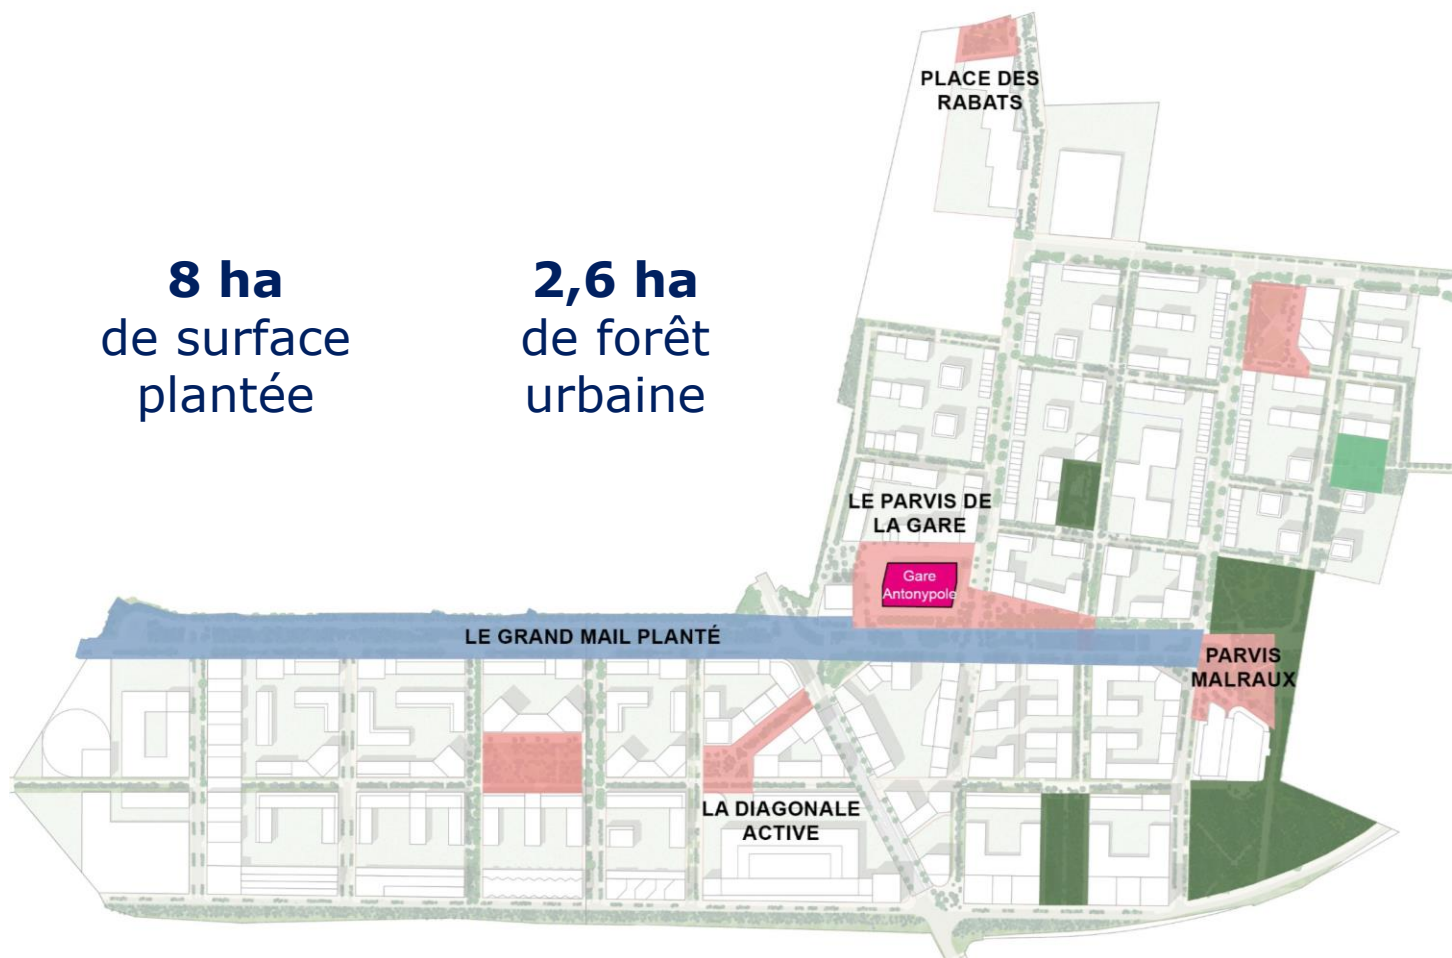 PLACE DES
RABATS
8 ha
de surface
plantée
2,6 ha
de forêt
urbaine
LE PARVIS DE
LA GARE
Gare
Antonypole
LE GRAND MAIL PLANTÉ
PARVIS
MALRAUX
LA DIAGONALE
ACTIVE